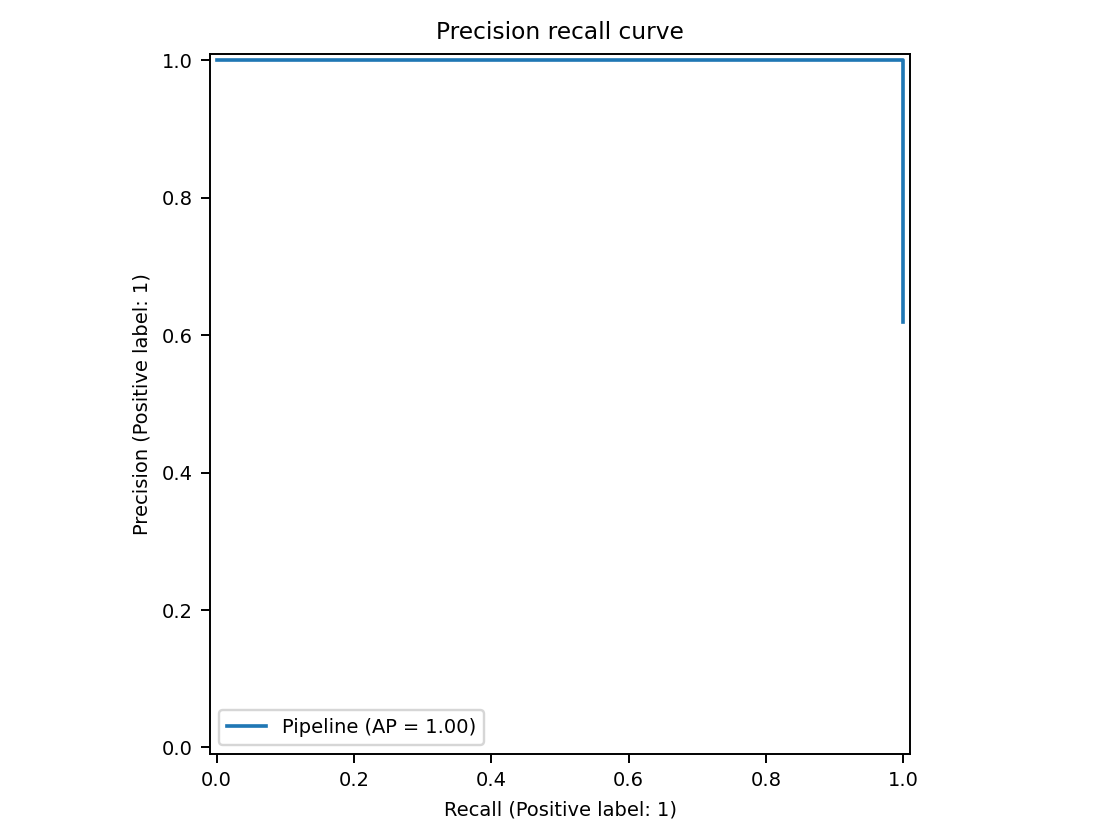 Precision recall curve
1.0
0.8
0.6
0.4
0.2
0.0
Precision (Positive label: 1)
Pipeline (AP = 1.00)
0.0 0.2 0.4 0.6 0.8 1.0
Recall (Positive label: 1)